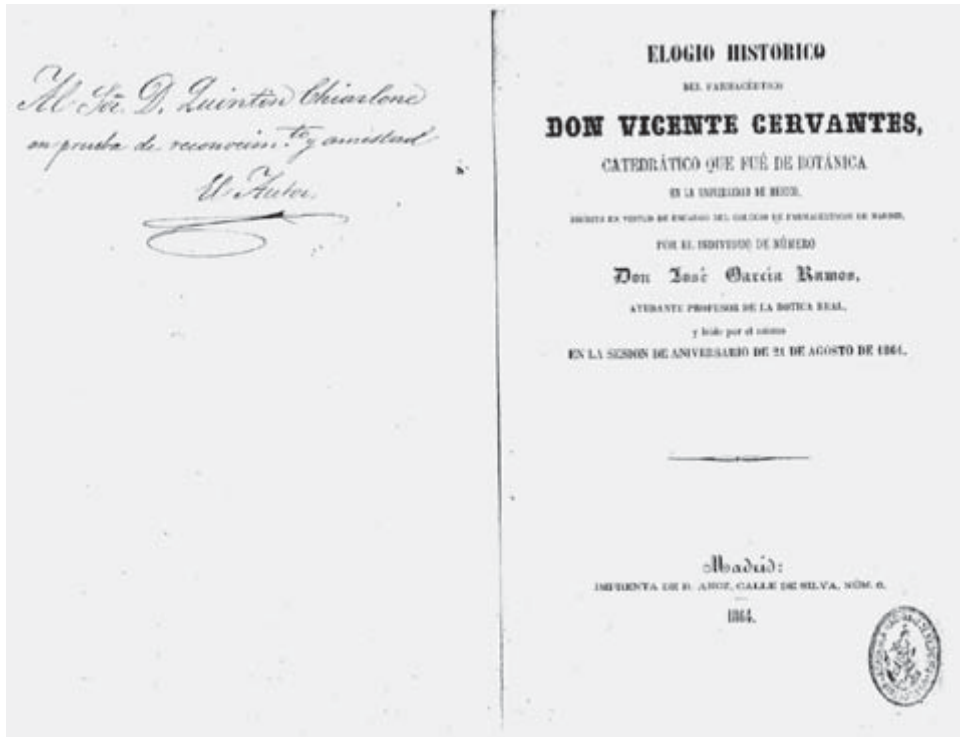 Al Sr. D. Quintin Chiarlone
en prueba de reconocim.to y amistad
El Autor.
ELOGIO HISTORICO
DEL FARMACÉUTICO
DON VICENTE CERVANTES,
CATEDRÁTICO QUE FUÉ DE BOTÁNICA
EN LA UNIVERSIDAD DE MEJICO,
ESCRITO EN VIRTUD DE ENCARGO DEL COLEGIO DE FARMACÉUTICOS DE MADRID,
POR EL INDIVIDUO DE NÚMERO
Don José García Ramos,
AYUDANTE PROFESOR DE LA BOTICA REAL,
y leido por el mismo
EN LA SESION DE ANIVERSARIO DE 21 DE AGOSTO DE 1864.
Madrid:
IMPRENTA DE D. ANOZ, CALLE DE SILVA, NÚM. 6.
1864.